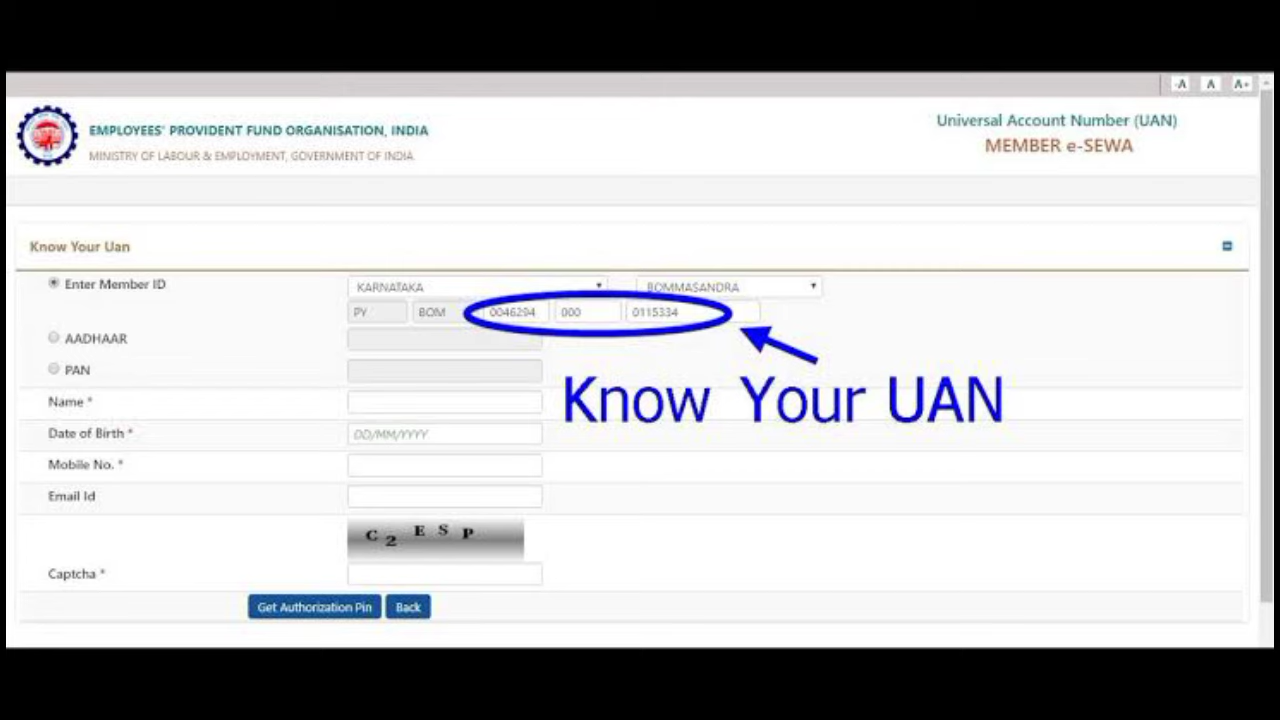 -A A A+
EMPLOYEES' PROVIDENT FUND ORGANISATION, INDIA
MINISTRY OF LABOUR & EMPLOYMENT, GOVERNMENT OF INDIA
Universal Account Number (UAN)
MEMBER e-SEWA
Know Your Uan
Enter Member ID KARNATAKA BOMMASANDRA
PY BOM 0046294 000 0115334
AADHAAR
PAN
Know Your UAN
Name *
Date of Birth * DD/MM/YYYY
Mobile No. *
Email Id
C 2 E S P
Captcha *
Get Authorization Pin Back